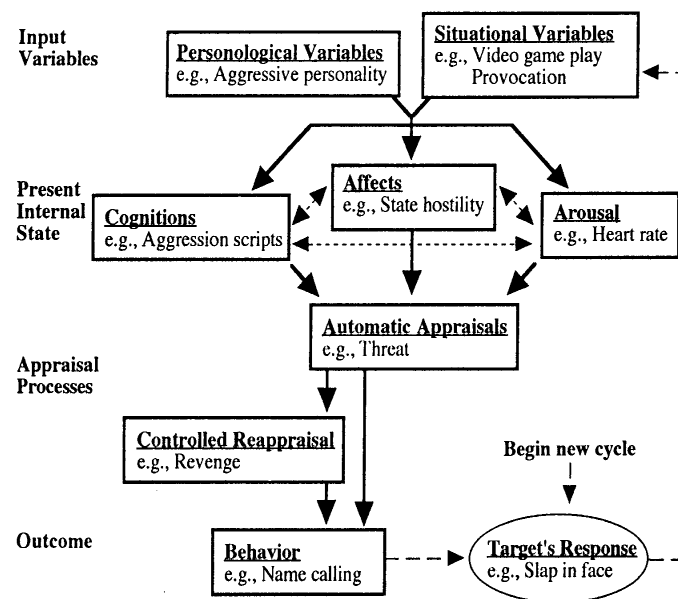 Input
Variables
Personological Variables
e.g., Aggressive personality
Situational Variables
e.g., Video game play
Provocation
Present
Internal
State
Cognitions
e.g., Aggression scripts
Affects
e.g., State hostility
Arousal
e.g., Heart rate
Automatic Appraisals
e.g., Threat
Appraisal
Processes
Controlled Reappraisal
e.g., Revenge
Begin new cycle
Outcome
Behavior
e.g., Name calling
Target's Response
e.g., Slap in face